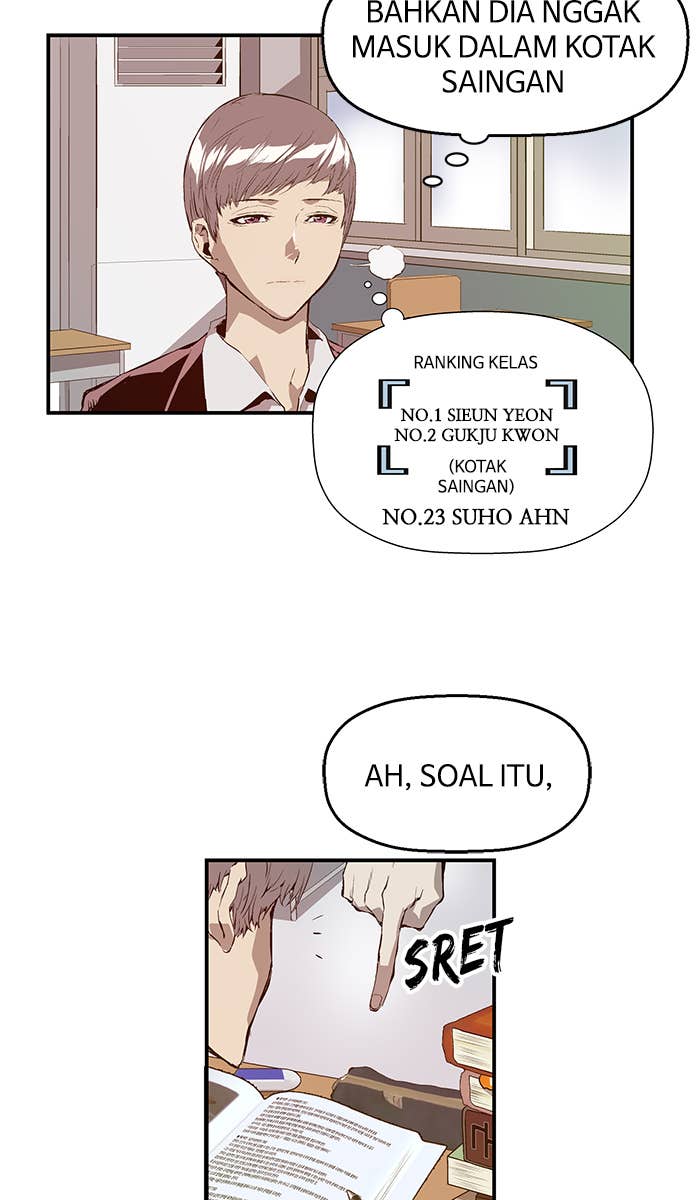 BAHKAN DIA NGGAK
MASUK DALAM KOTAK
SAINGAN
RANKING KELAS
NO.1 SIEUN YEON
NO.2 GUKJU KWON
(KOTAK
SAINGAN)
NO.23 SUHO AHN
AH, SOAL ITU,
SRET